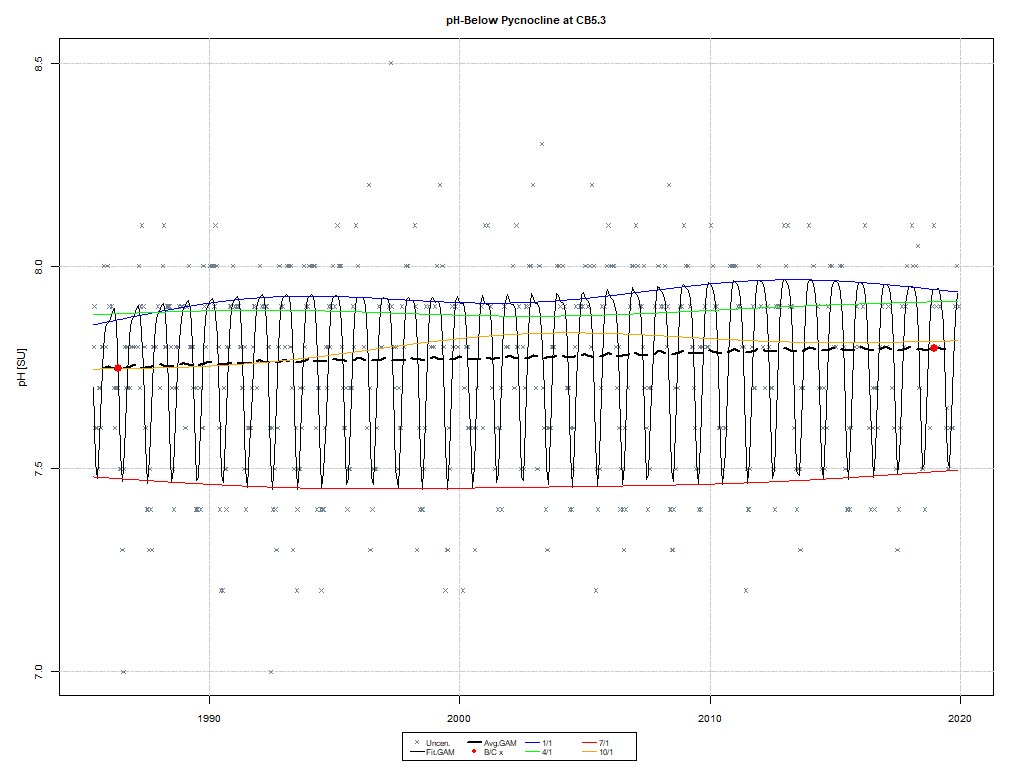 pH-Below Pycnocline at CB5.3
8.5
8.0
pH [SU]
7.5
7.0
1990 2000 2010 2020
Uncen. Avg.GAM 1/1 7/1
Fit.GAM B/C x 4/1 10/1